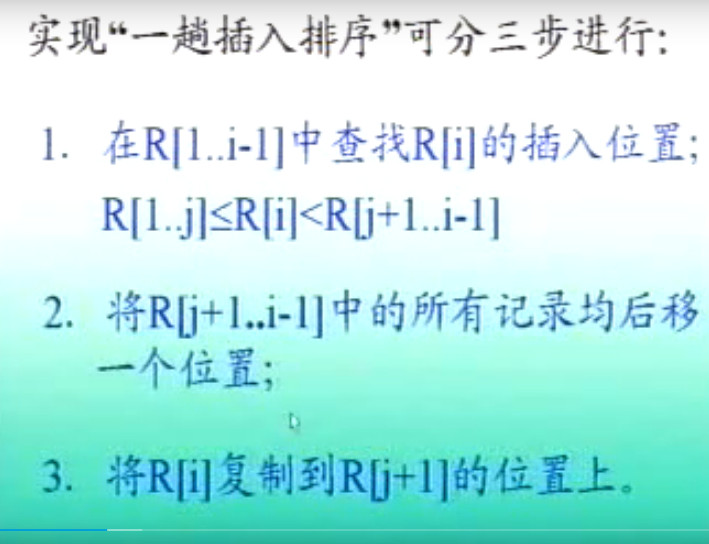 实现“一趟插入排序”可分三步进行:
1. 在R[1..i-1]中查找R[i]的插入位置;
R[1..j]≤R[i]<R[j+1..i-1]
2. 将R[j+1..i-1]中的所有记录均后移
一个位置;
3. 将R[i]复制到R[j+1]的位置上。